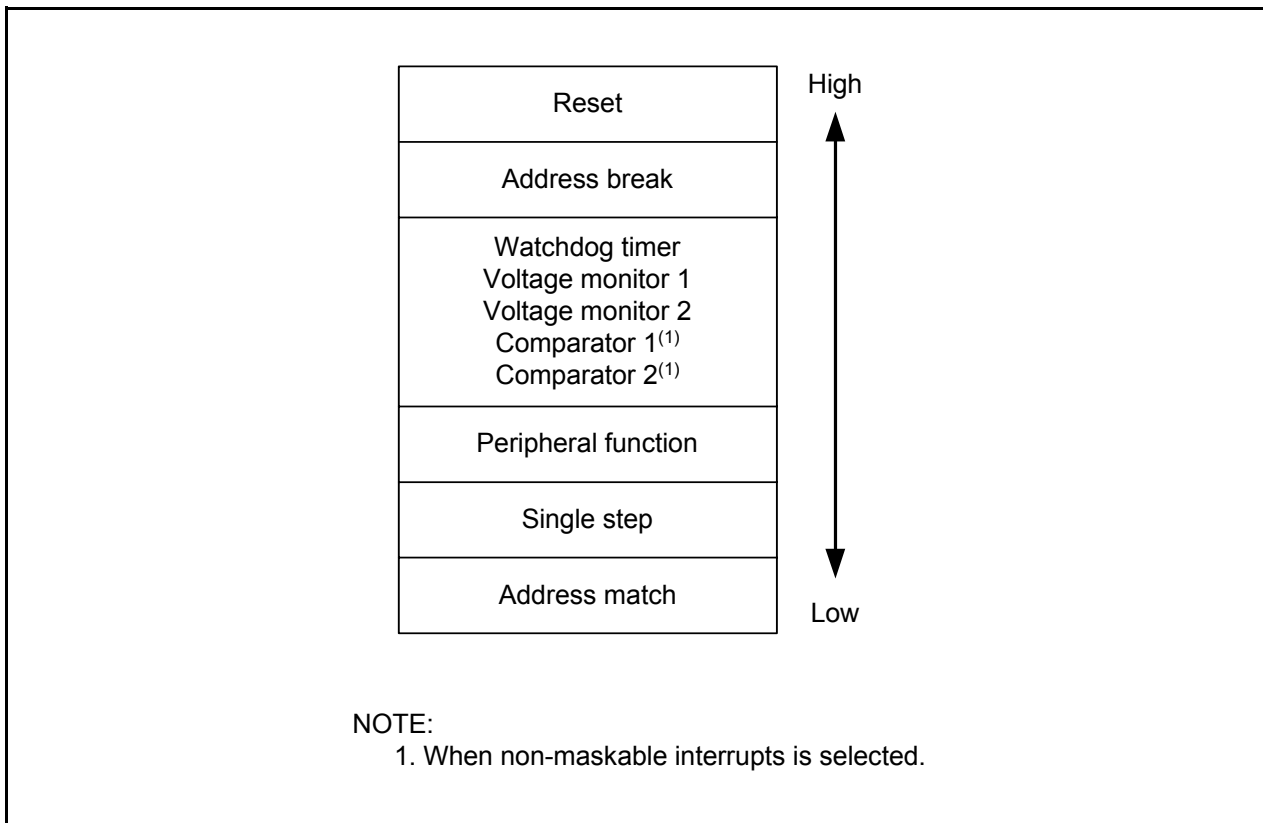 Reset
High
Address break
Watchdog timer
Voltage monitor 1
Voltage monitor 2
Comparator 1(1)
Comparator 2(1)
Peripheral function
Single step
Address match
Low
NOTE:
1. When non-maskable interrupts is selected.